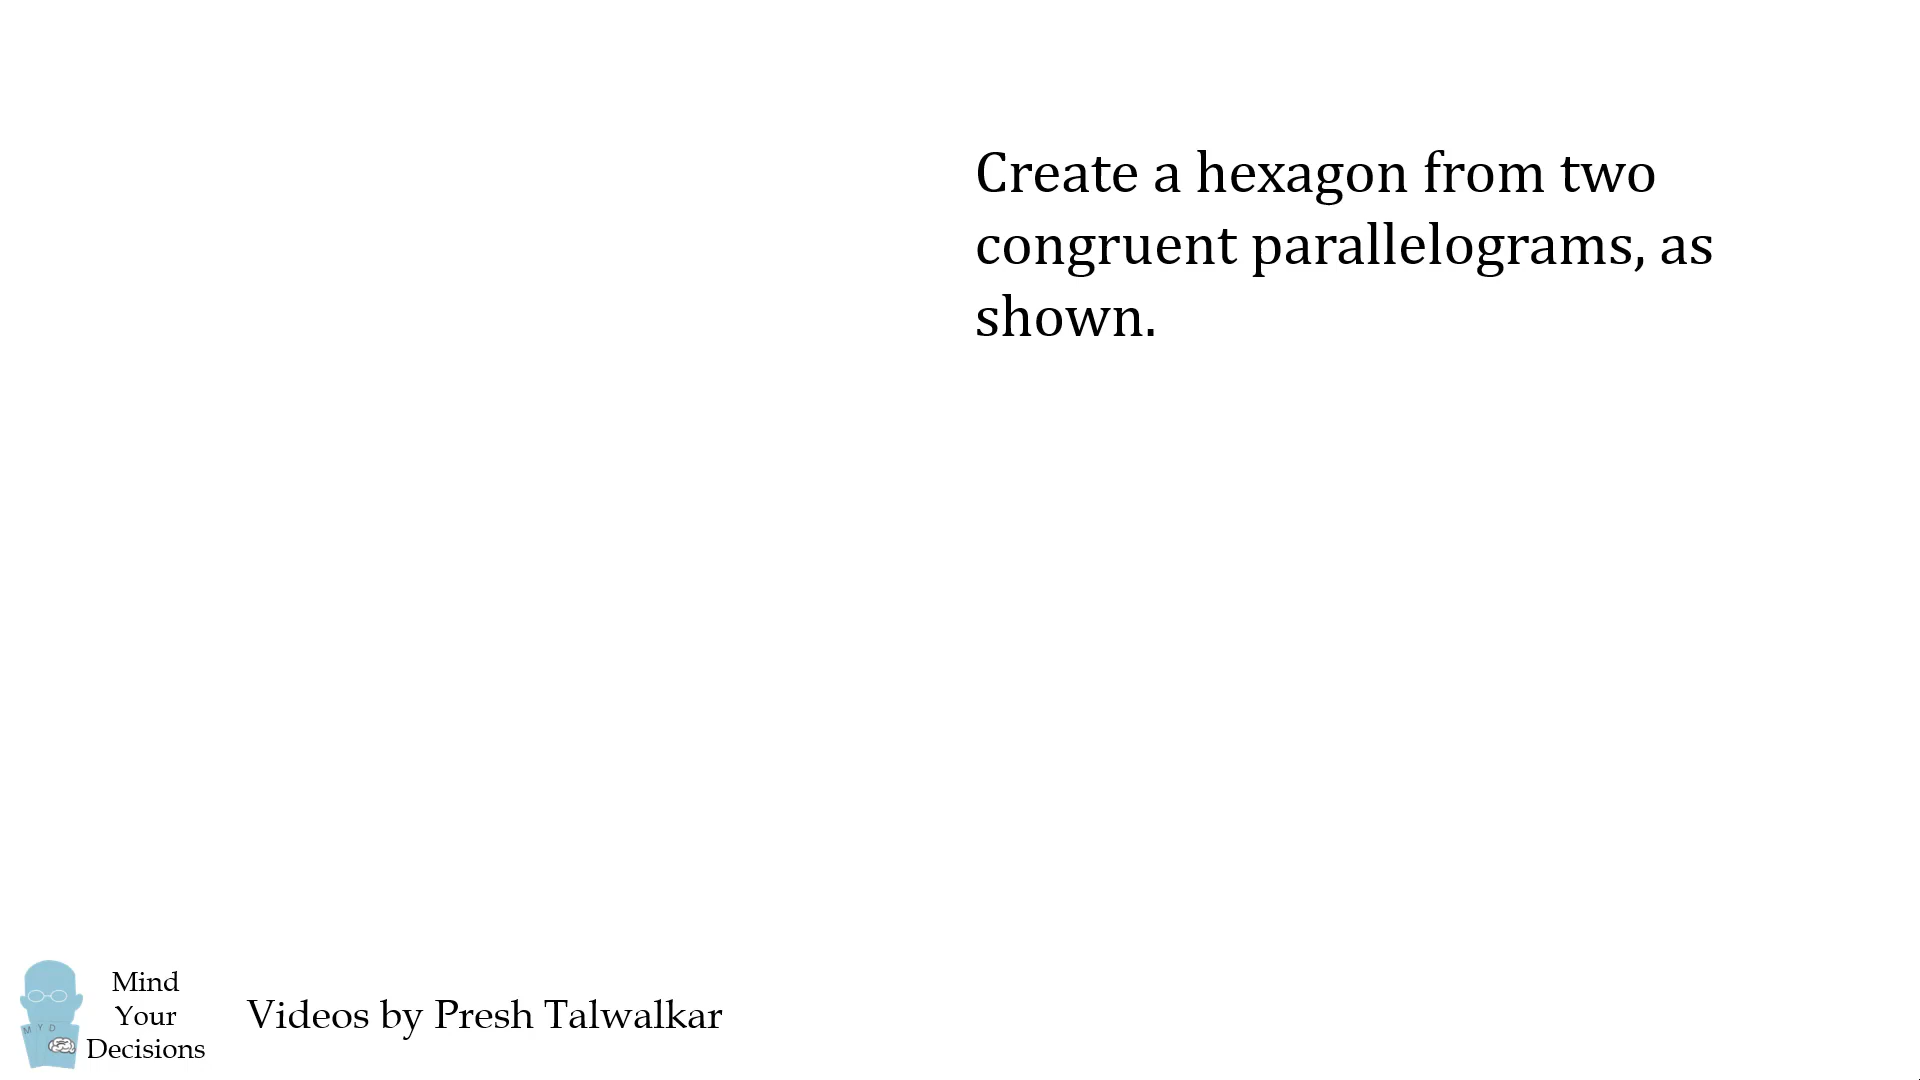 Create a hexagon from two
congruent parallelograms, as
shown.
Mind
Your
Decisions
M Y D
Videos by Presh Talwalkar